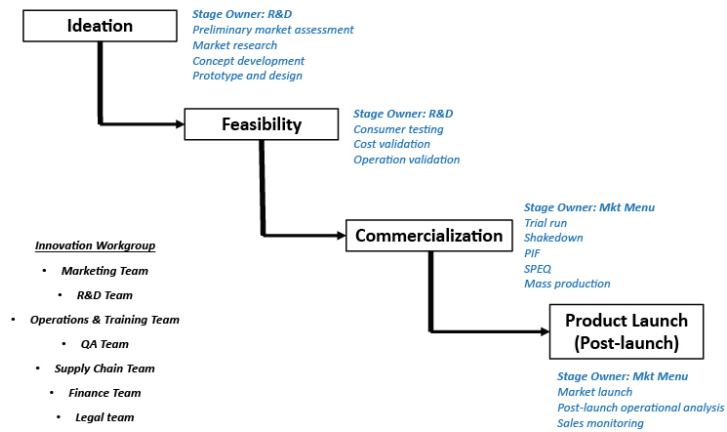 Ideation
Stage Owner: R&D
Preliminary market assessment
Market research
Concept development
Prototype and design
Feasibility
Stage Owner: R&D
Consumer testing
Cost validation
Operation validation
Commercialization
Stage Owner: Mkt Menu
Trial run
Shakedown
PIF
SPEQ
Mass production
Product Launch
(Post-launch)
Stage Owner: Mkt Menu
Market launch
Post-launch operational analysis
Sales monitoring
Innovation Workgroup
• Marketing Team
• R&D Team
• Operations & Training Team
• QA Team
• Supply Chain Team
• Finance Team
• Legal team